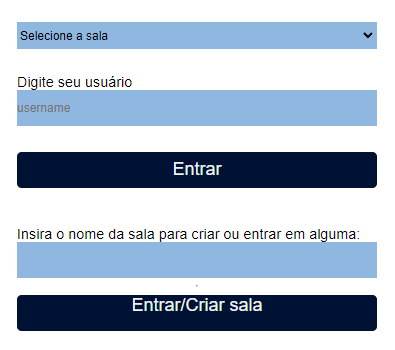 Selecione a sala
Digite seu usuário
username
Entrar
Insira o nome da sala para criar ou entrar em alguma:
Entrar/Criar sala